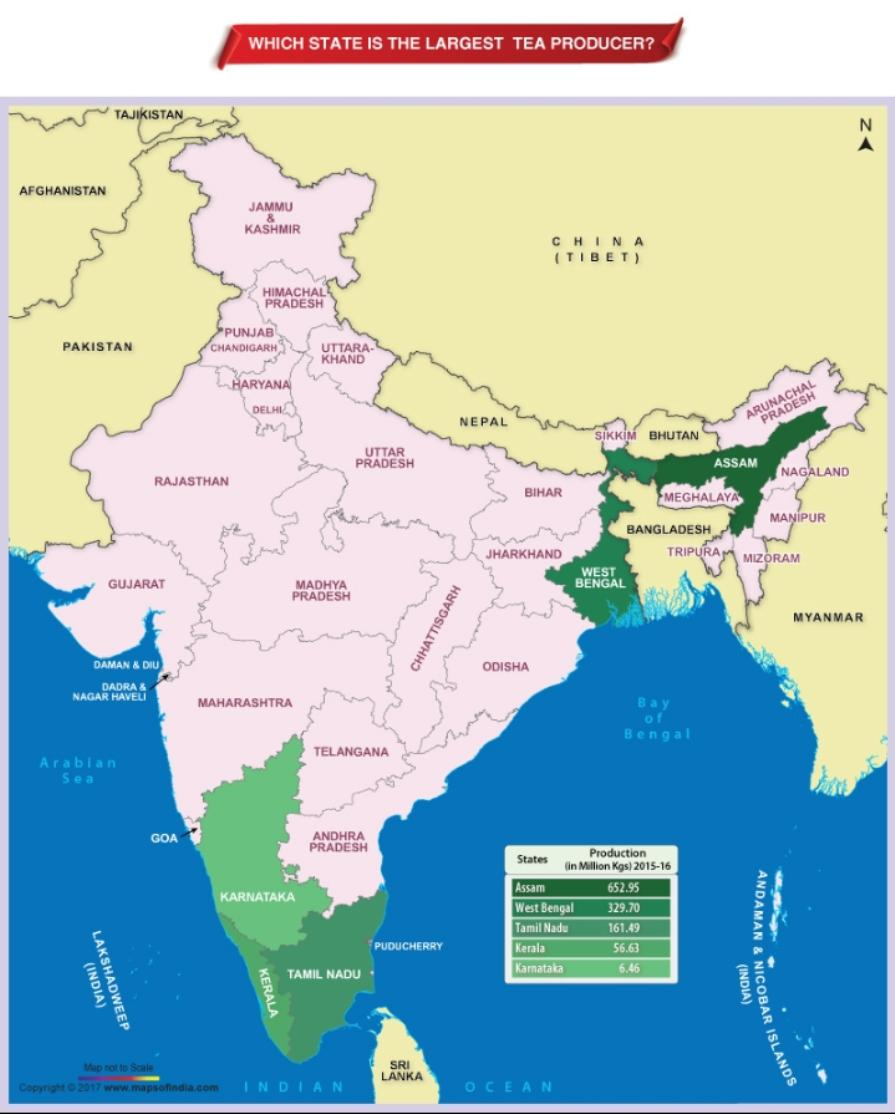 WHICH STATE IS THE LARGEST TEA PRODUCER?
TAJIKISTAN
N
AFGHANISTAN
JAMMU
&
KASHMIR
C H I N A
(TIBET)
HIMACHAL
PRADESH
PUNJAB
CHANDIGARH
PAKISTAN
UTTARA-
KHAND
HARYANA
DELHI
ARUNACHAL
PRADESH
NEPAL
SIKKIM
BHUTAN
UTTAR
PRADESH
ASSAM
NAGALAND
RAJASTHAN
BIHAR
MEGHALAYA
MANIPUR
BANGLADESH
JHARKHAND
TRIPURA
MIZORAM
GUJARAT
MADHYA
PRADESH
WEST
BENGAL
CHHATTISGARH
MYANMAR
DAMAN & DIU
ODISHA
DADRA &
NAGAR HAVELI
MAHARASHTRA
Bay
of
Bengal
TELANGANA
Arabian
Sea
GOA
ANDHRA
PRADESH
States Production
(in Million Kgs) 2015-16
Assam 652.95
West Bengal 329.70
Tamil Nadu 161.49
Kerala 56.63
Karnataka 6.46
KARNATAKA
PUDUCHERRY
LAKSHADWEEP
(INDIA)
KERALA
TAMIL NADU
ANDAMAN & NICOBAR ISLANDS
(INDIA)
SRI
LANKA
Map not to Scale
Copyright © 2017 www.mapsofindia.com
INDIAN OCEAN